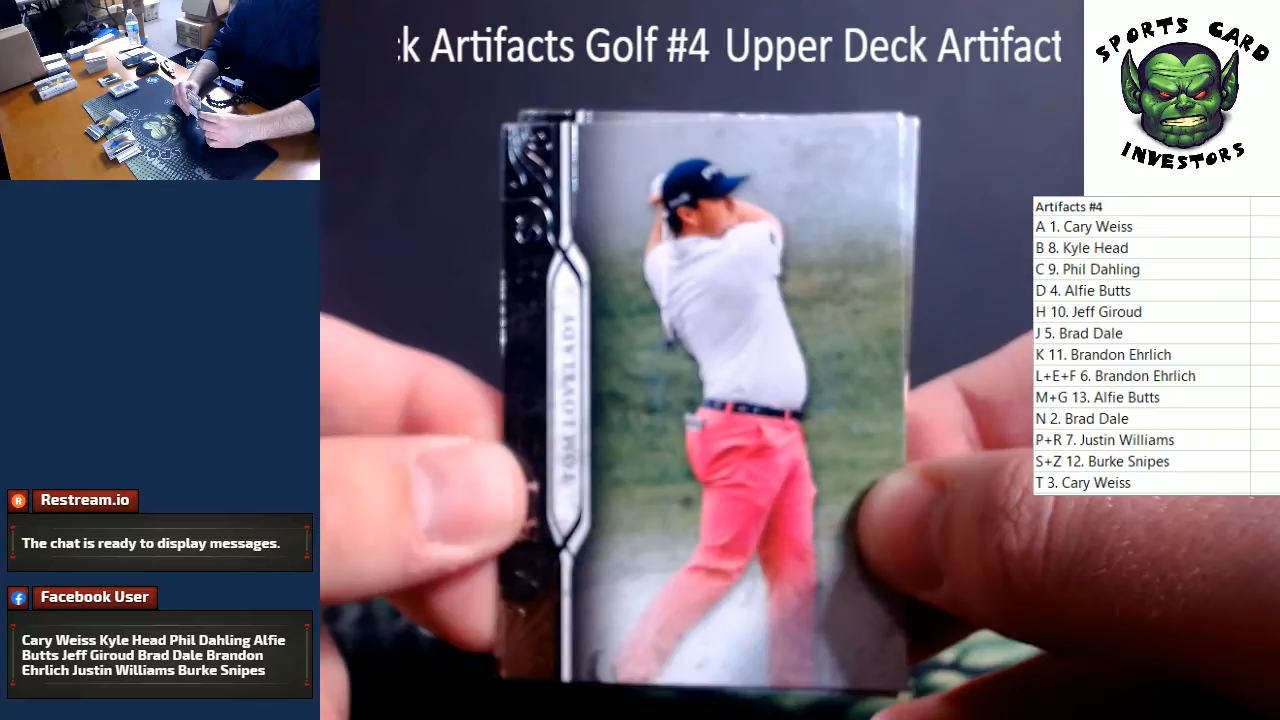 ck Artifacts Golf #4 Upper Deck Artifact
SPORTS CARD
INVESTORS
TOM LOVELADY
Artifacts #4
A 1. Cary Weiss
B 8. Kyle Head
C 9. Phil Dahling
D 4. Alfie Butts
H 10. Jeff Giroud
J 5. Brad Dale
K 11. Brandon Ehrlich
L+E+F 6. Brandon Ehrlich
M+G 13. Alfie Butts
N 2. Brad Dale
P+R 7. Justin Williams
S+Z 12. Burke Snipes
T 3. Cary Weiss
Restream.io
The chat is ready to display messages.
Facebook User
Cary Weiss Kyle Head Phil Dahling Alfie
Butts Jeff Giroud Brad Dale Brandon
Ehrlich Justin Williams Burke Snipes